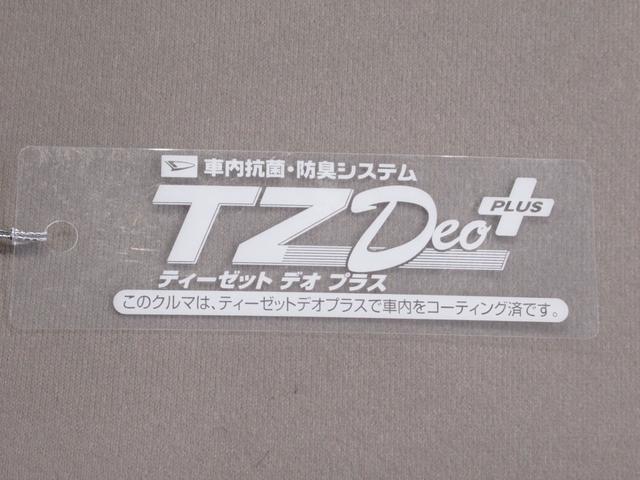 車内抗菌・防臭システム
TZ Deo PLUS
ティーゼット デオ プラス
このクルマは、ティーゼットデオプラスで車内をコーティング済です。